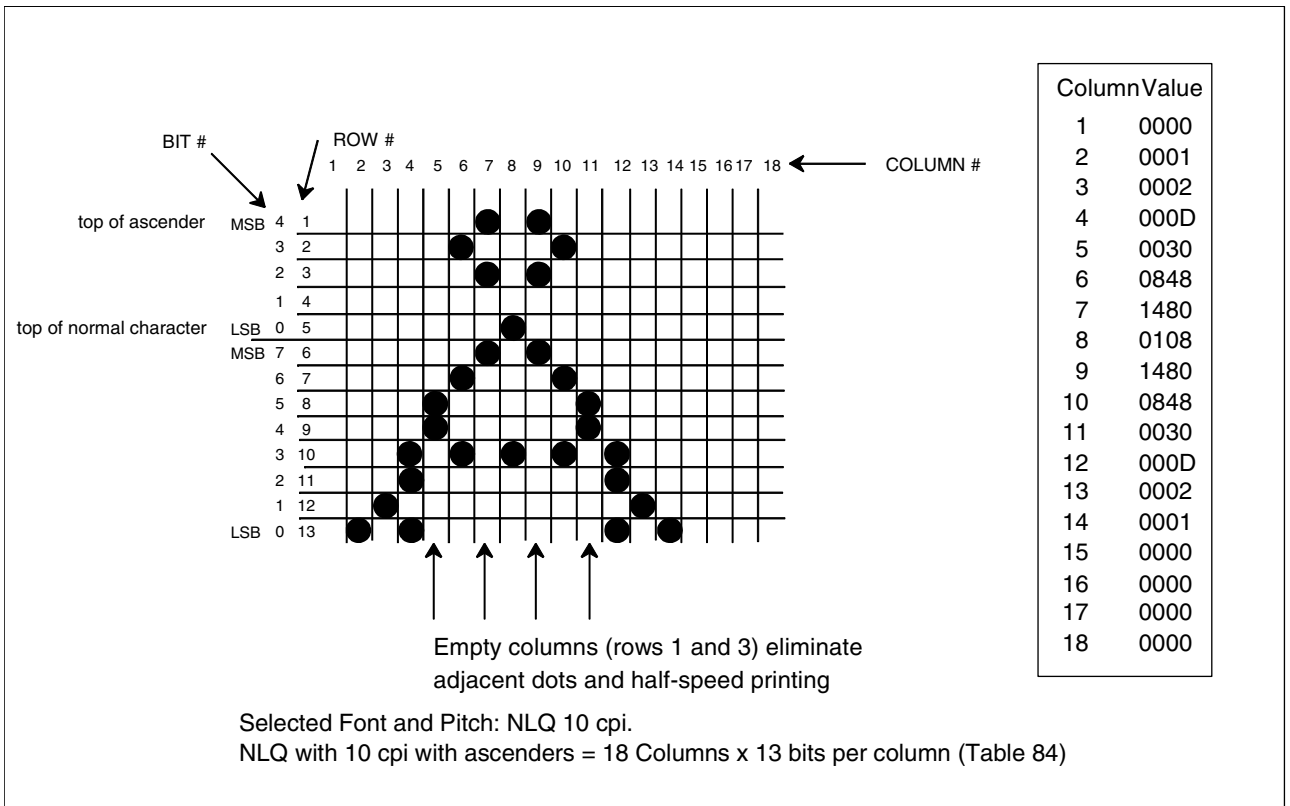 BIT #
ROW #
1 2 3 4 5 6 7 8 9 10 11 12 13 14 15 16 17 18
COLUMN #
top of ascender MSB 4 1
3 2
2 3
1 4
top of normal character LSB 0 5
MSB 7 6
6 7
5 8
4 9
3 10
2 11
1 12
LSB 0 13
Empty columns (rows 1 and 3) eliminate
adjacent dots and half-speed printing
Selected Font and Pitch: NLQ 10 cpi.
NLQ with 10 cpi with ascenders = 18 Columns x 13 bits per column (Table 84)
Column Value
1 0000
2 0001
3 0002
4 000D
5 0030
6 0848
7 1480
8 0108
9 1480
10 0848
11 0030
12 000D
13 0002
14 0001
15 0000
16 0000
17 0000
18 0000